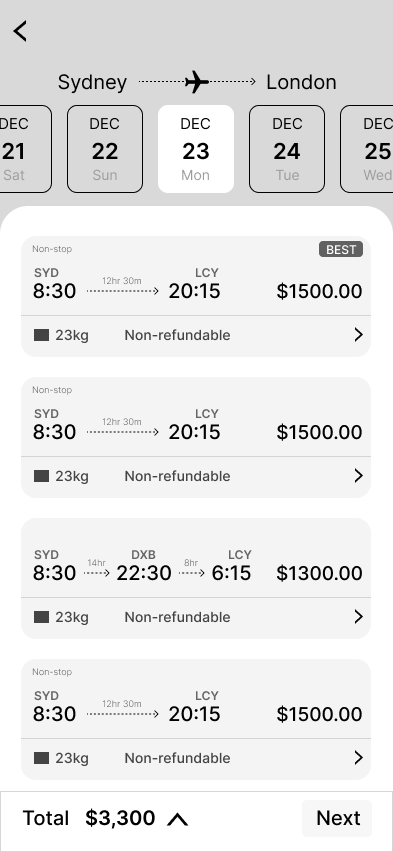 Sydney London
DEC DEC DEC DEC DEC
21 22 23 24 25
Sat Sun Mon Tue Wed
Non-stop BEST
SYD 12hr 30m LCY
8:30 20:15 $1500.00
23kg Non-refundable
Non-stop
SYD 12hr 30m LCY
8:30 20:15 $1500.00
23kg Non-refundable
SYD 14hr DXB 8hr LCY
8:30 22:30 6:15 $1300.00
23kg Non-refundable
Non-stop
SYD 12hr 30m LCY
8:30 20:15 $1500.00
23kg Non-refundable
Total $3,300 Next